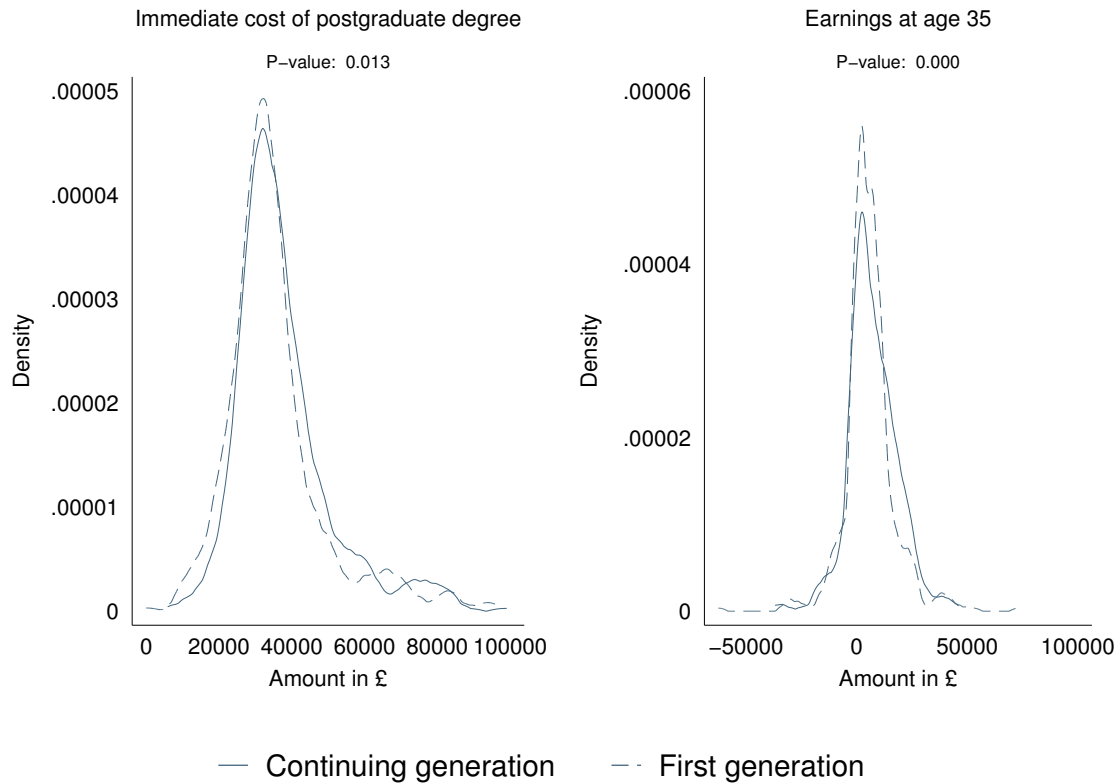 Immediate cost of postgraduate degree
P−value: 0.013
.00005
.00004
.00003
.00002
.00001
0
Density
0 20000 40000 60000 80000 100000
Amount in £
Earnings at age 35
P−value: 0.000
.00006
.00004
.00002
0
Density
−50000 0 50000 100000
Amount in £
Continuing generation First generation